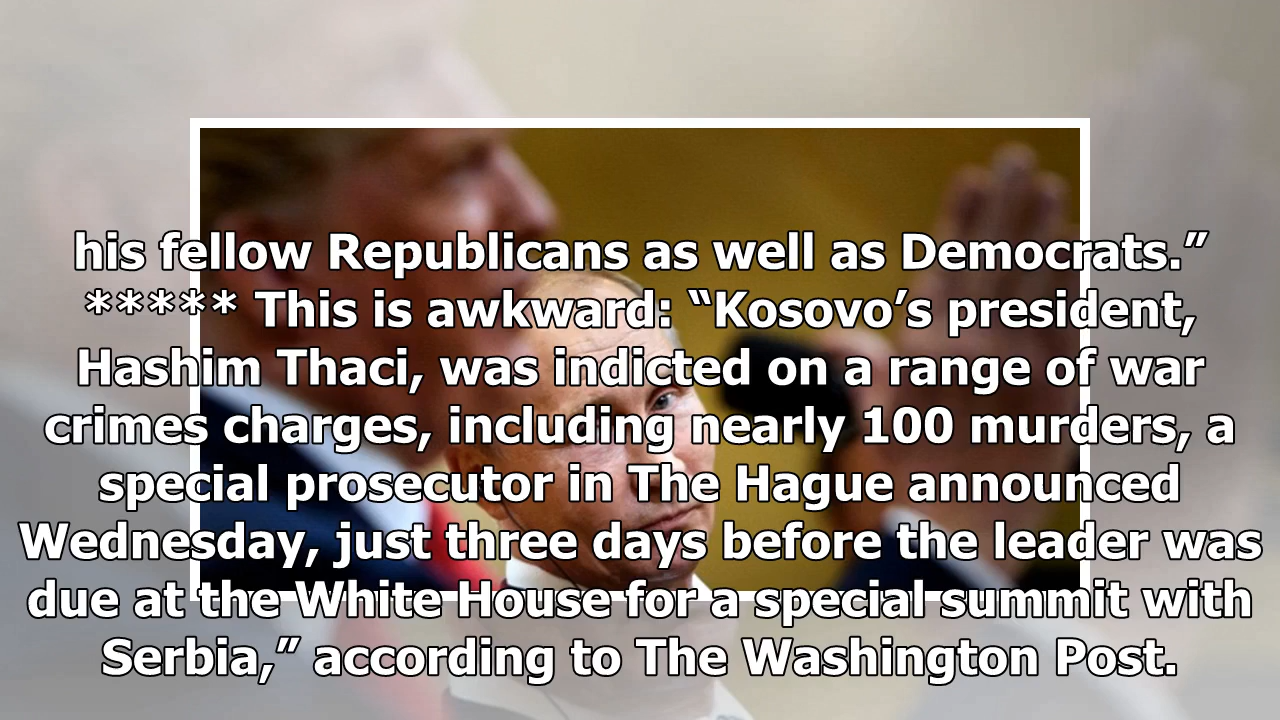 his fellow Republicans as well as Democrats.”
***** This is awkward: “Kosovo’s president,
Hashim Thaci, was indicted on a range of war
crimes charges, including nearly 100 murders, a
special prosecutor in The Hague announced
Wednesday, just three days before the leader was
due at the White House for a special summit with
Serbia,” according to The Washington Post.